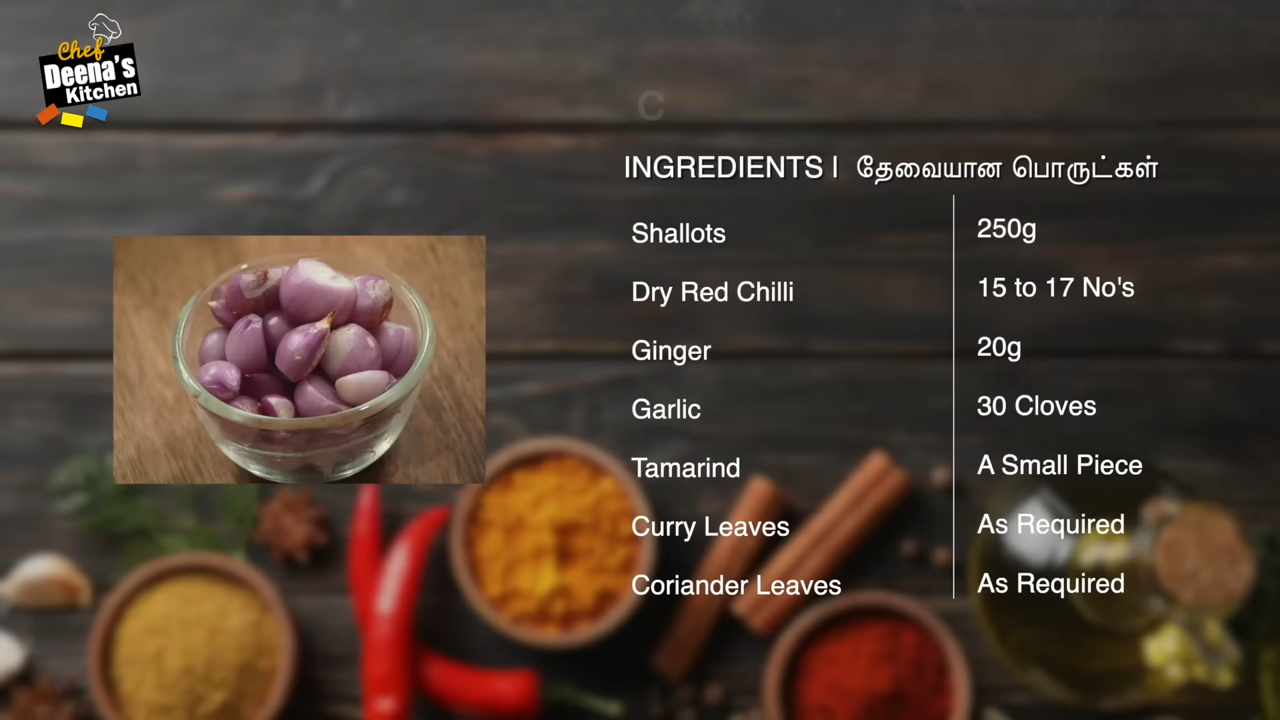 Chef
Deena's
Kitchen
C
INGREDIENTS I தேவையான பொருட்கள்
Shallots 250g
Dry Red Chilli 15 to 17 No's
Ginger 20g
Garlic 30 Cloves
Tamarind A Small Piece
Curry Leaves As Required
Coriander Leaves As Required